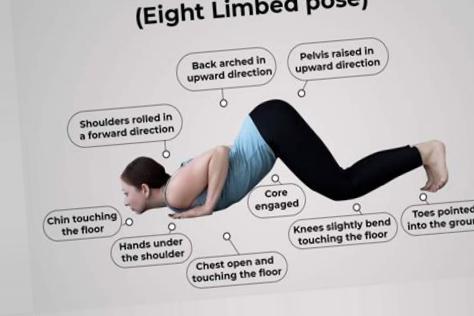 (Eight Limbed pose)
Back arched in
upward direction
Pelvis raised in
upward direction
Shoulders rolled in
a forward direction
Chin touching
the floor
Hands under
the shoulder
Core
engaged
Chest open and
touching the floor
Knees slightly bend
touching the floor
Toes pointed
into the